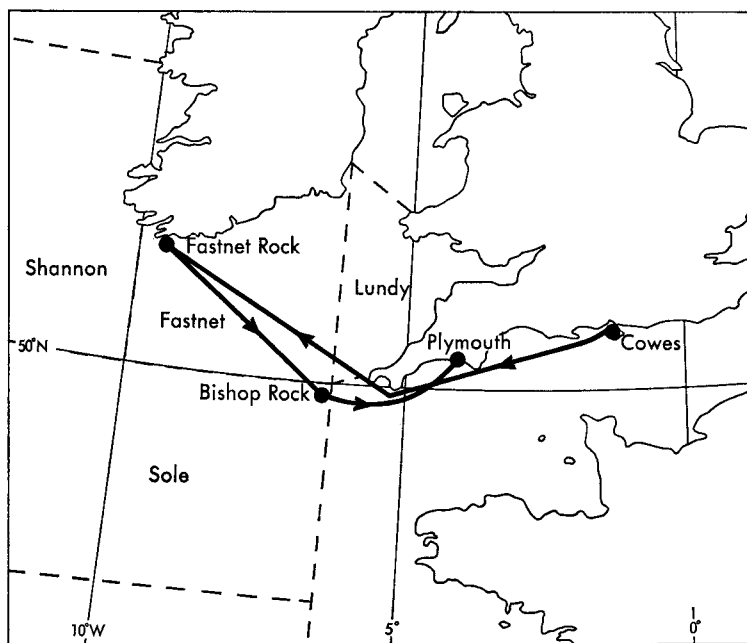 Fastnet Rock
Shannon
Lundy
Fastnet
Plymouth
Cowes
50°N
Bishop Rock
Sole
10°W
5°
0°